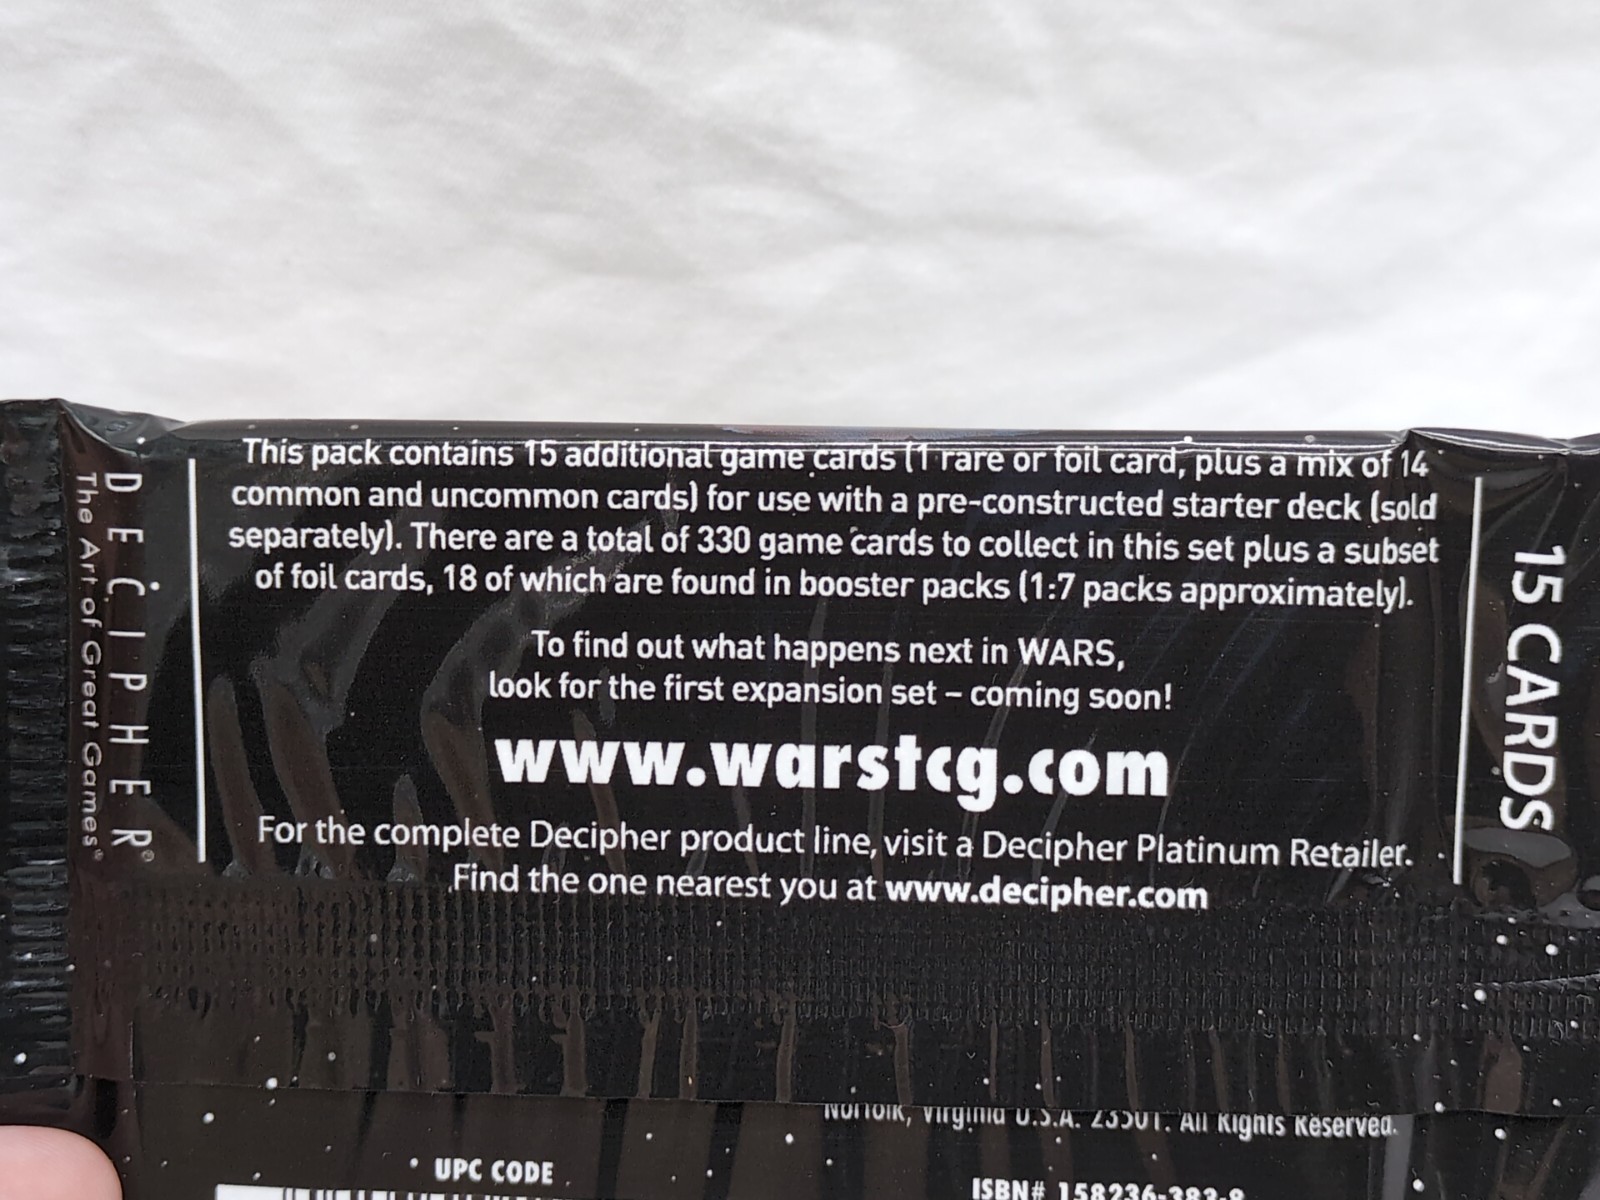 DECIPHER®
The Art of Great Games®
This pack contains 15 additional game cards (1 rare or foil card, plus a mix of 14
common and uncommon cards) for use with a pre-constructed starter deck (sold
separately). There are a total of 330 game cards to collect in this set plus a subset
of foil cards, 18 of which are found in booster packs (1:7 packs approximately).
To find out what happens next in WARS,
look for the first expansion set – coming soon!
www.warstcg.com
For the complete Decipher product line, visit a Decipher Platinum Retailer.
Find the one nearest you at www.decipher.com
15 CARDS
Norfolk, Virginia U.S.A. 23501. All Rights Reserved.
UPC CODE
ISBN# 158236-383-9